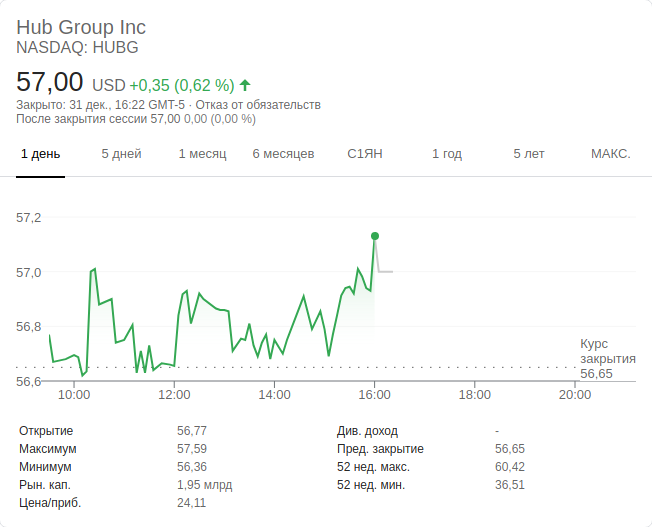 Hub Group Inc
NASDAQ: HUBG
57,00 USD +0,35 (0,62 %)
Закрыто: 31 дек., 16:22 GMT-5 · Отказ от обязательств
После закрытия сессии 57,00 0,00 (0,00 %)
1 день 5 дней 1 месяц 6 месяцев С1ЯН 1 год 5 лет МАКС.
57,2
57,0
56,8
Курс
закрытия
56,65
56,6
10:00 12:00 14:00 16:00 18:00 20:00
Открытие 56,77 Див. доход -
Максимум 57,59 Пред. закрытие 56,65
Минимум 56,36 52 нед. макс. 60,42
Рын. кап. 1,95 млрд 52 нед. мин. 36,51
Цена/приб. 24,11